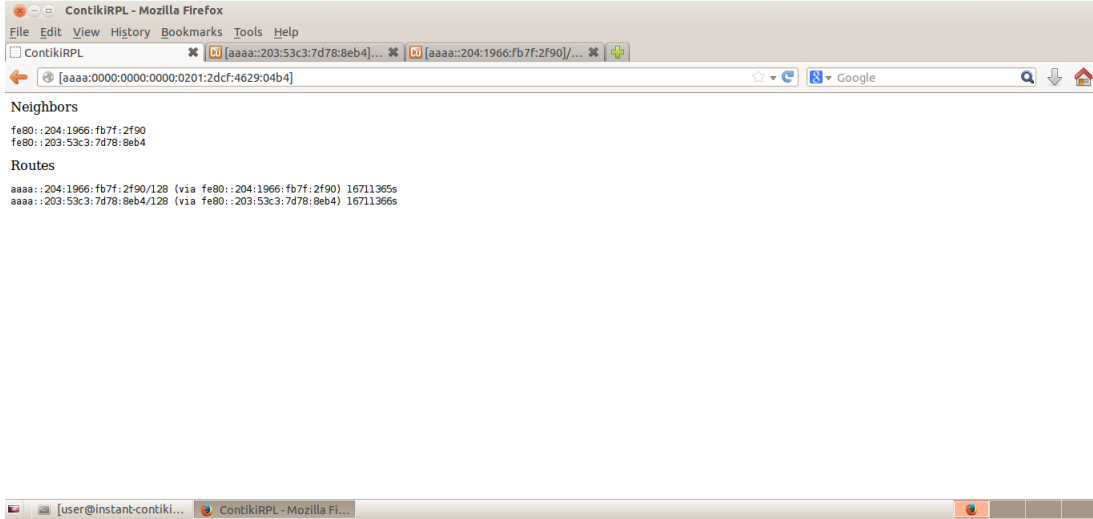 ContikiRPL - Mozilla Firefox
File Edit View History Bookmarks Tools Help
ContikiRPL [aaaa::203:53c3:7d78:8eb4]... [aaaa::204:1966:fb7f:2f90]/...
[aaaa:0000:0000:0000:0201:2dcf:4629:04b4] Google
Neighbors
fe80::204:1966:fb7f:2f90
fe80::203:53c3:7d78:8eb4
Routes
aaaa::204:1966:fb7f:2f90/128 (via fe80::204:1966:fb7f:2f90) 16711365s
aaaa::203:53c3:7d78:8eb4/128 (via fe80::203:53c3:7d78:8eb4) 16711366s
[user@instant-contiki... ContikiRPL - Mozilla Fi...